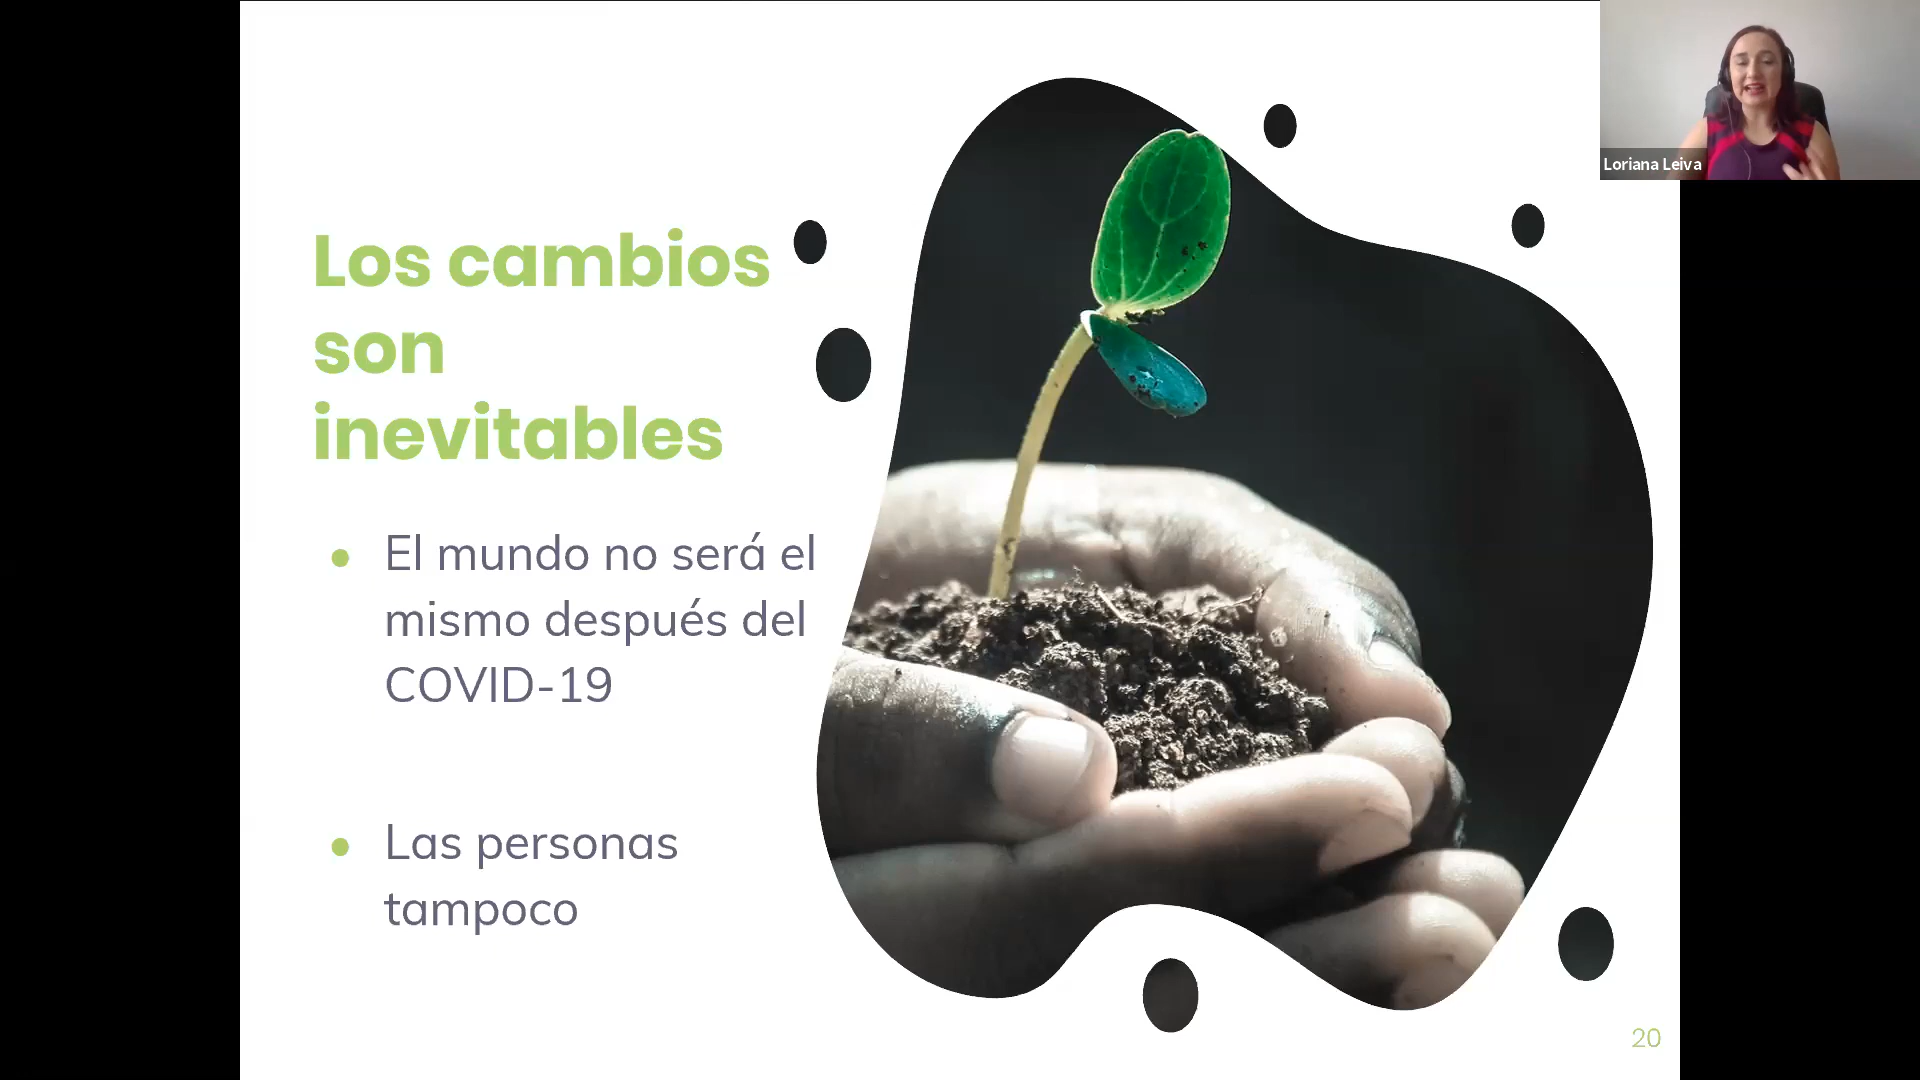 Los cambios
son
inevitables
El mundo no será el
mismo después del
COVID-19
Las personas
tampoco
20
Loriana Leiva